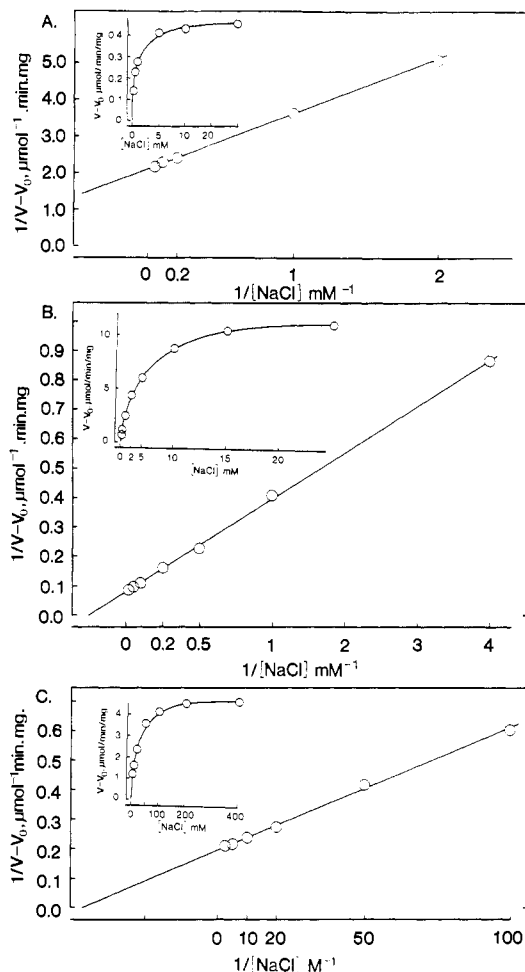 A.
0.4
0.3
0.2
0.1
0
V-V₀, μmol/min/mg
0 5 10 20
[NaCl] mM
5.0
4.0
3.0
2.0
1.0
0.0
1/V-V₀, μmol⁻¹.min.mg
0 0.2 1 2
1/[NaCl] mM⁻¹
B.
10
5
0
V-V₀, μmol/min/mg
0 2 5 10 20
[NaCl] mM
0.9
0.8
0.7
0.6
0.5
0.4
0.3
0.2
0.1
0.0
1/V-V₀, μmol⁻¹.min.mg
0 0.2 0.5 1 2 3 4
1/[NaCl] mM⁻¹
C.
4
3
2
1
0
V-V₀, μmol/min/mg
0 50 200 400
[NaCl] mM
0.6
0.5
0.4
0.3
0.2
0.1
0.0
1/V-V₀, μmol⁻¹min.mg.
0 10 20 50 100
1/[NaCl] M⁻¹